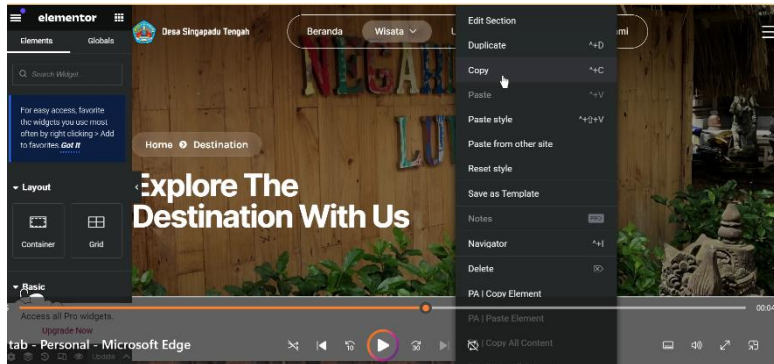 elementor
Elements
Globals
Search Widget...
For easy access, favorite
the widgets you use most
often by right clicking > Add
to favorites. Got It
Layout
Container
Grid
Basic
Access all Pro widgets.
Upgrade Now
Update
tab - Personal - Microsoft Edge
Desa Singapadu Tengah
Beranda
Wisata
Home
Destination
Explore The
Destination With Us
Edit Section
Duplicate ^+D
Copy ^+C
Paste ^+V
Paste style ^+⇧+V
Paste from other site
Reset style
Save as Template
Notes PRO
Navigator ^+I
Delete
PA | Copy Element
PA | Paste Element
Copy All Content
10
30